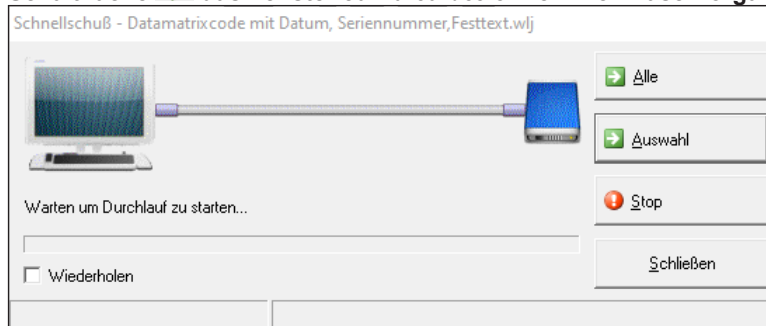 Schnellschuß - Datamatrixcode mit Datum, Seriennummer,Festtext.wlj
Alle
Auswahl
Warten um Durchlauf zu starten...
Stop
Wiederholen
Schließen